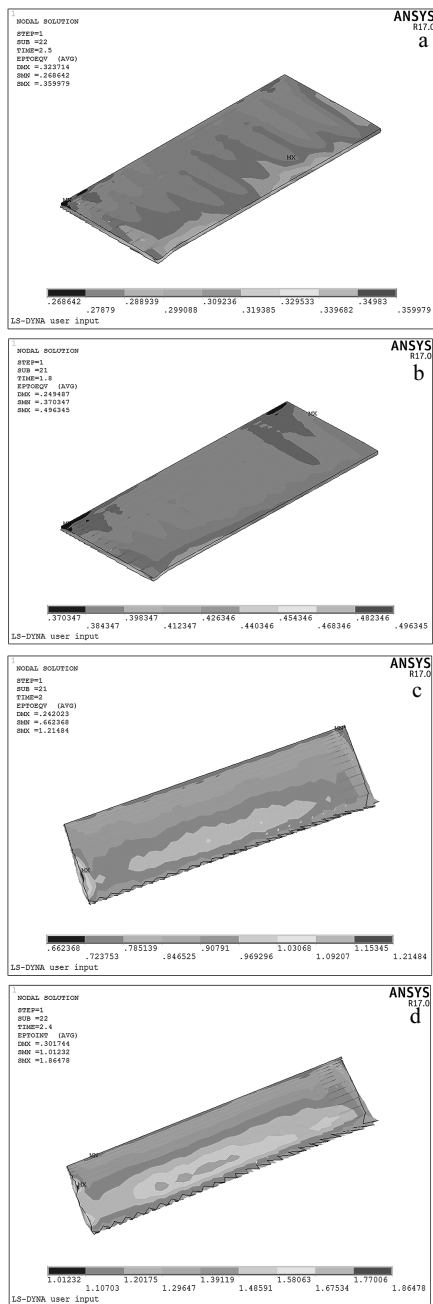 1
NODAL SOLUTION
STEP=1
SUB =22
TIME=2.5
EPTOEQV (AVG)
DMX =.323714
SMN =.268642
SMX =.359979
ANSYS
R17.0
a
MX
.268642 .288939 .309236 .329533 .34983
.27879 .299088 .319385 .339682 .359979
LS-DYNA user input
1
NODAL SOLUTION
STEP=1
SUB =21
TIME=1.8
EPTOEQV (AVG)
DMX =.249487
SMN =.370347
SMX =.496345
ANSYS
R17.0
b
MX
.370347 .398347 .426346 .454346 .482346
.384347 .412347 .440346 .468346 .496345
LS-DYNA user input
1
NODAL SOLUTION
STEP=1
SUB =21
TIME=2
EPTOEQV (AVG)
DMX =.242023
SMN =.662368
SMX =1.21484
ANSYS
R17.0
c
MN
MX
.662368 .785139 .90791 1.03068 1.15345
.723753 .846525 .969296 1.09207 1.21484
LS-DYNA user input
1
NODAL SOLUTION
STEP=1
SUB =22
TIME=2.4
EPTOINT (AVG)
DMX =.301744
SMN =1.01232
SMX =1.86478
ANSYS
R17.0
d
MN
MX
1.01232 1.20175 1.39119 1.58063 1.77006
1.10703 1.29647 1.48591 1.67534 1.86478
LS-DYNA user input